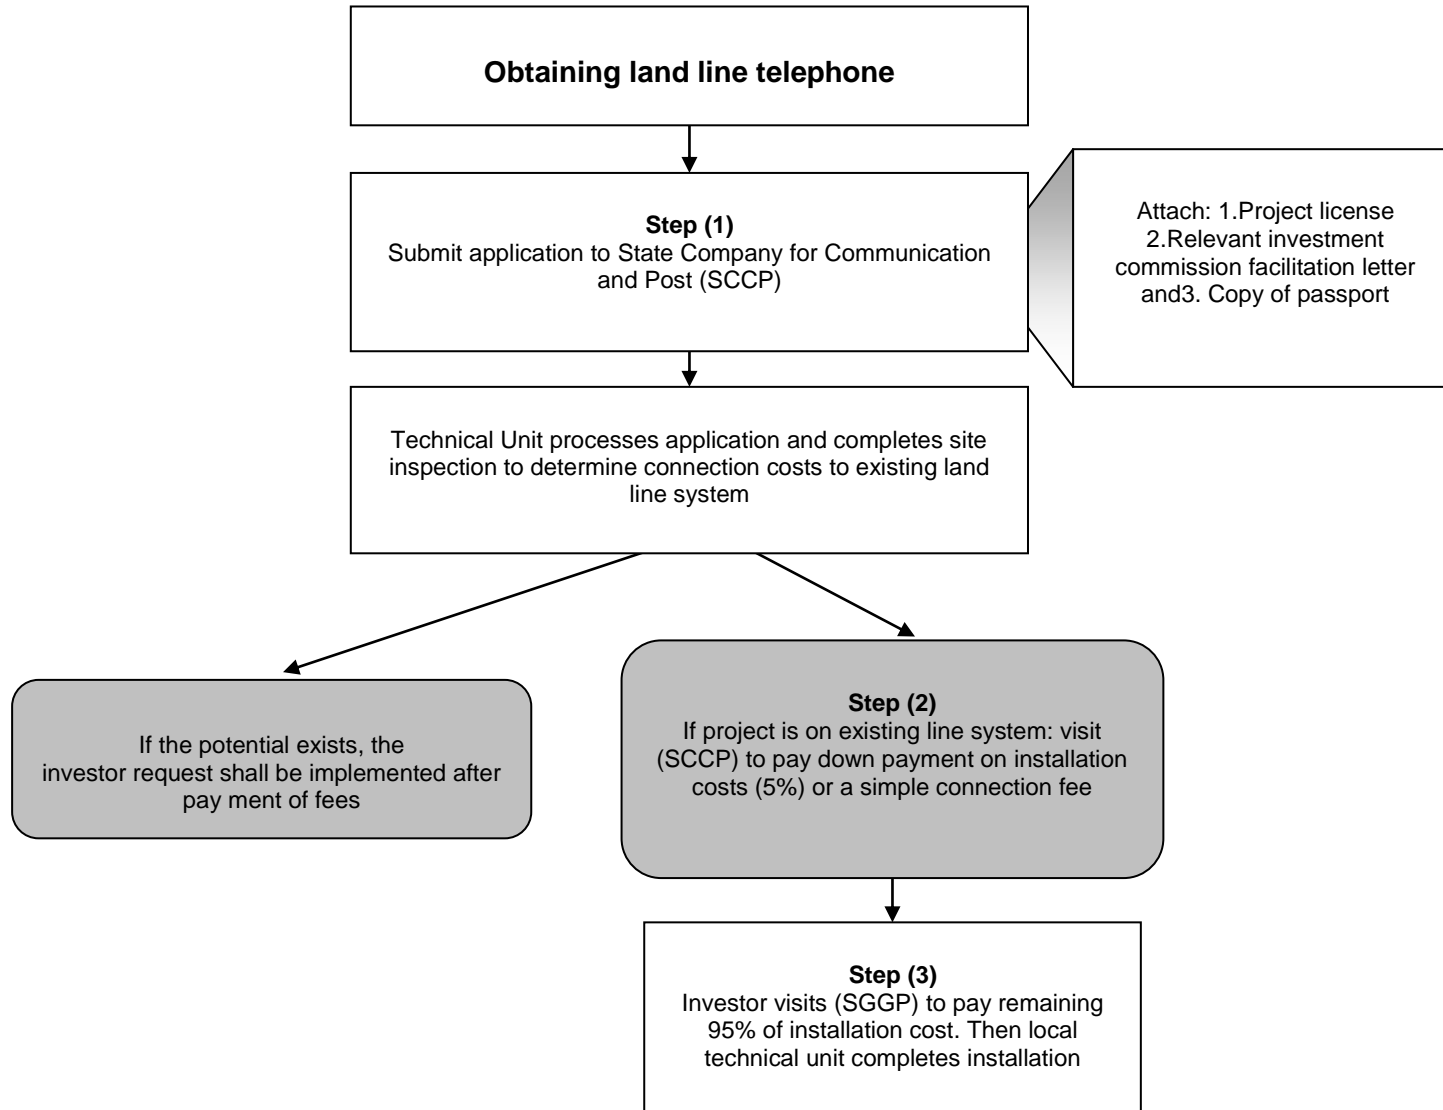 Obtaining land line telephone
Step (1)
Submit application to State Company for Communication
and Post (SCCP)
Attach: 1.Project license
2.Relevant investment
commission facilitation letter
and3. Copy of passport
Technical Unit processes application and completes site
inspection to determine connection costs to existing land
line system
If the potential exists, the
investor request shall be implemented after
pay ment of fees
Step (2)
If project is on existing line system: visit
(SCCP) to pay down payment on installation
costs (5%) or a simple connection fee
Step (3)
Investor visits (SGGP) to pay remaining
95% of installation cost. Then local
technical unit completes installation